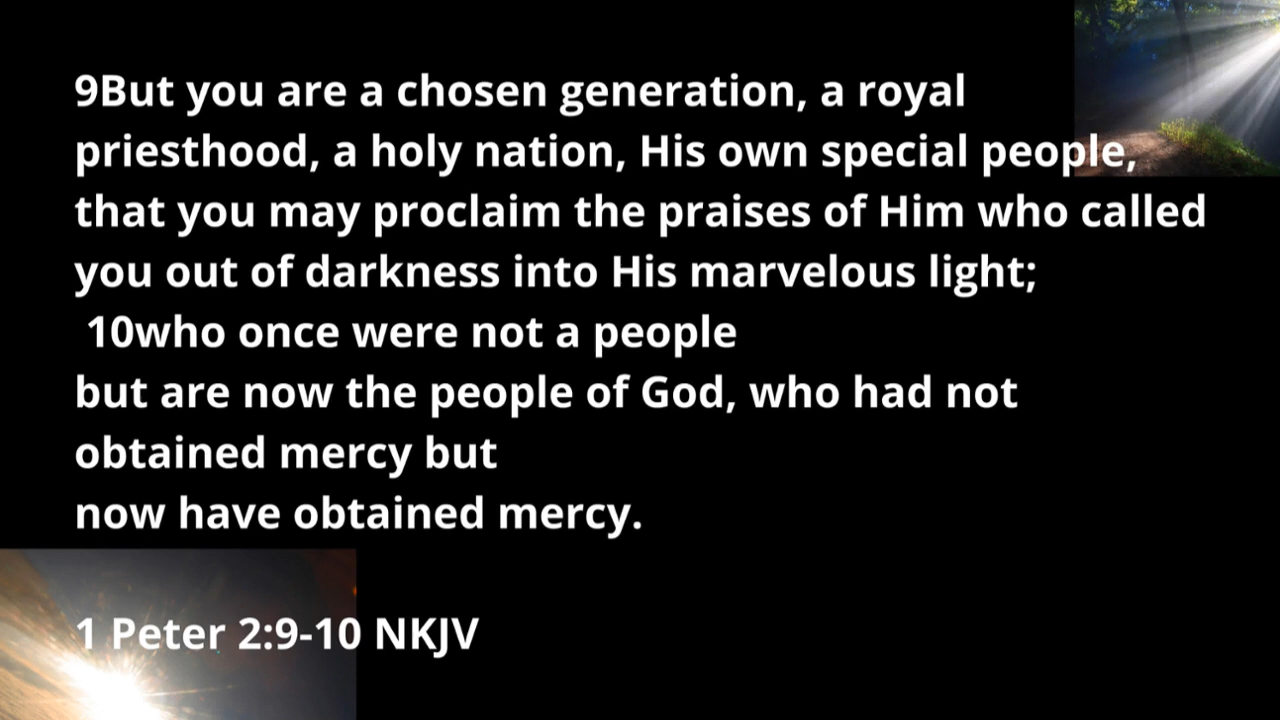 9But you are a chosen generation, a royal
priesthood, a holy nation, His own special people,
that you may proclaim the praises of Him who called
you out of darkness into His marvelous light;
10who once were not a people
but are now the people of God, who had not
obtained mercy but
now have obtained mercy.
1 Peter 2:9-10 NKJV